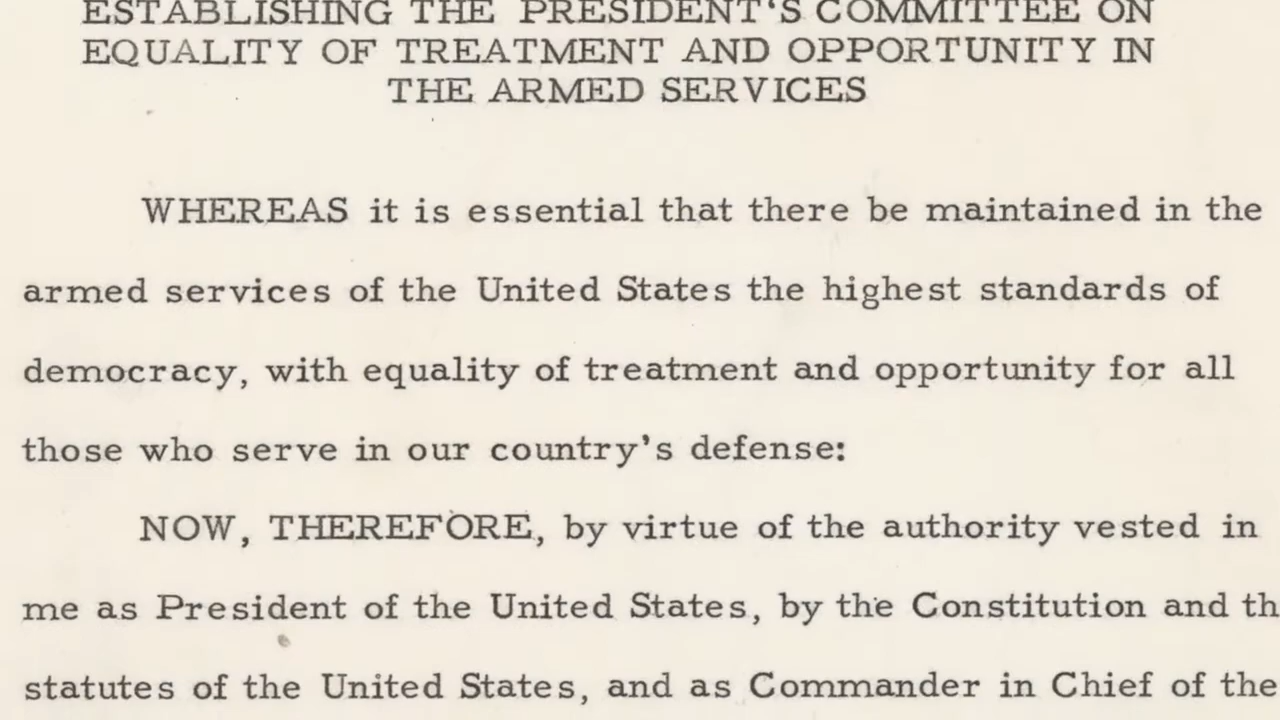 ESTABLISHING THE PRESIDENT'S COMMITTEE ON
EQUALITY OF TREATMENT AND OPPORTUNITY IN
THE ARMED SERVICES
WHEREAS it is essential that there be maintained in the
armed services of the United States the highest standards of
democracy, with equality of treatment and opportunity for all
those who serve in our country's defense:
NOW, THEREFORE, by virtue of the authority vested in
me as President of the United States, by the Constitution and th
statutes of the United States, and as Commander in Chief of the